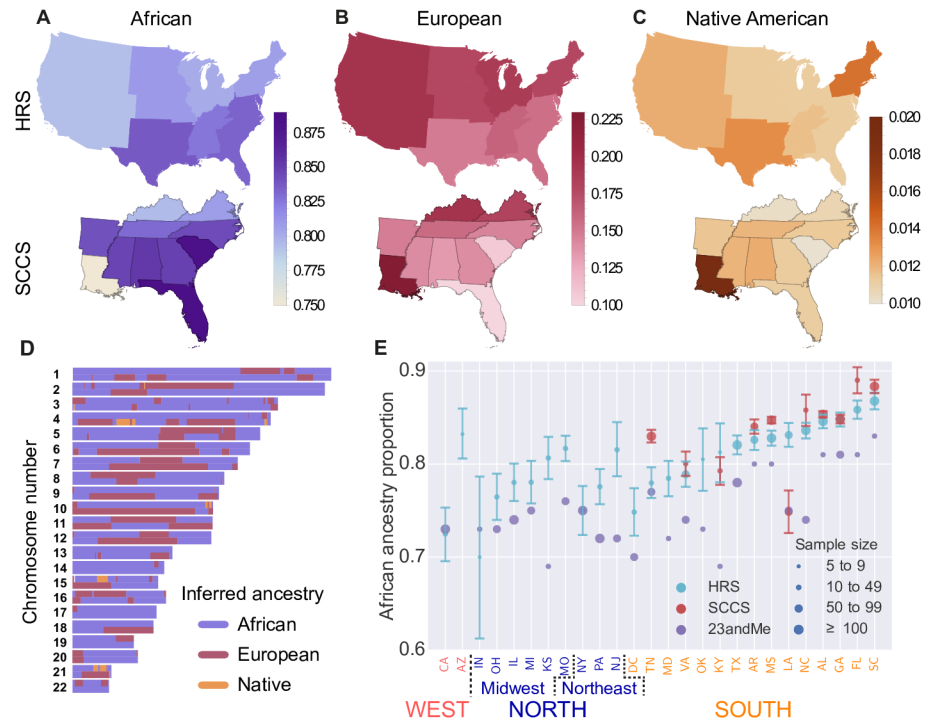 A African
B European
C Native American
HRS
SCCS
0.875
0.850
0.825
0.800
0.775
0.750
0.225
0.200
0.175
0.150
0.125
0.100
0.020
0.018
0.016
0.014
0.012
0.010
D
Chromosome number
1
2
3
4
5
6
7
8
9
10
11
12
13
14
15
16
17
18
19
20
21
22
Inferred ancestry
African
European
Native
E
African ancestry proportion
0.9
0.8
0.7
0.6
HRS
SCCS
23andMe
Sample size
5 to 9
10 to 49
50 to 99
≥ 100
CA AZ IN OH IL MI KS MO NY PA NJ DC TN MD VA OK KY TX AR MS LA NC AL GA FL SC
Midwest Northeast
WEST NORTH SOUTH